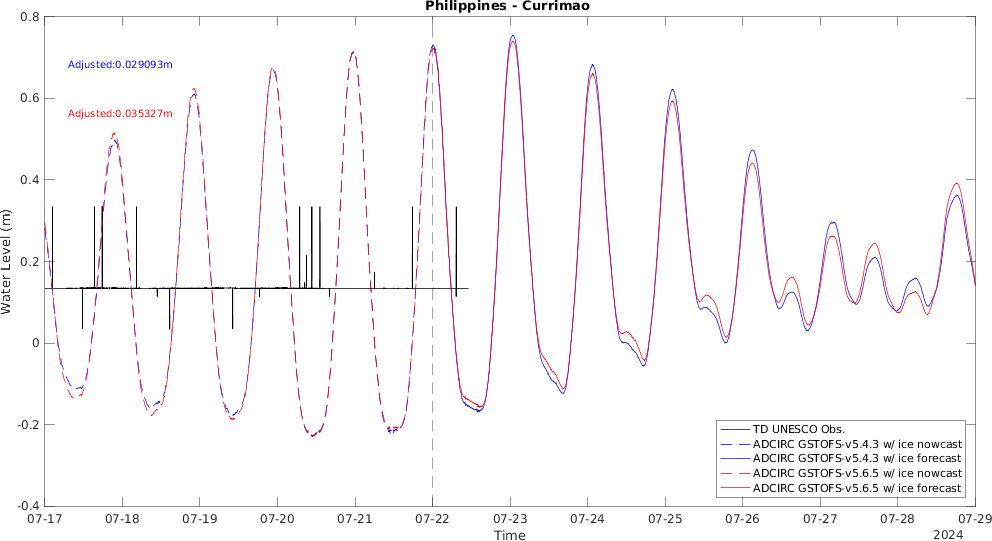 Philippines - Currimao
0.8
Adjusted:0.029093m
0.6
Adjusted:0.035327m
0.4
Water Level (m)
0.2
0
-0.2
TD UNESCO Obs.
ADCIRC GSTOFS-v5.4.3 w/ ice nowcast
ADCIRC GSTOFS-v5.4.3 w/ ice forecast
ADCIRC GSTOFS-v5.6.5 w/ ice nowcast
ADCIRC GSTOFS-v5.6.5 w/ ice forecast
-0.4
07-17 07-18 07-19 07-20 07-21 07-22 07-23 07-24 07-25 07-26 07-27 07-28 07-29
Time
2024